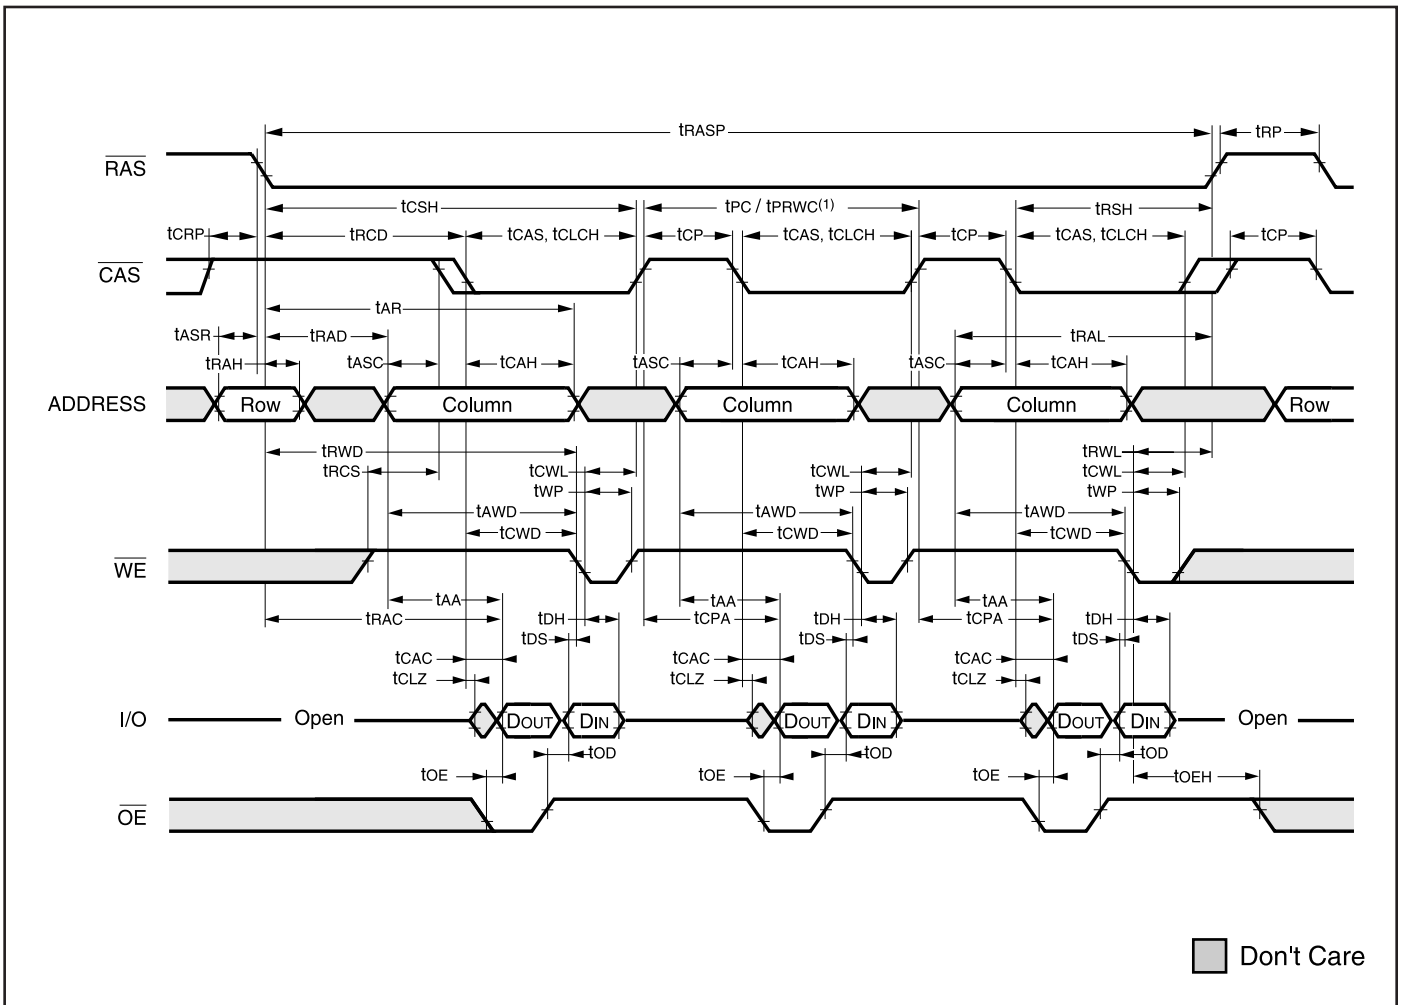 tRASP tRP
RAS
tCSH tPC / tPRWC(1) tRSH
tCRP tRCD tCAS, tCLCH tCP tCAS, tCLCH tCP tCAS, tCLCH tCP
CAS
tAR
tASR tRAD tRAL
tRAH tASC tCAH tASC tCAH tASC tCAH
ADDRESS Row Column Column Column Row
tRWD tRWL
tRCS tCWL tCWL tCWL
tWP tWP tWP
tAWD tAWD tAWD
tCWD tCWD tCWD
WE
tAA tAA tAA
tRAC tDH tCPA tDH tCPA tDH
tDS tDS tDS
tCAC tCAC tCAC
tCLZ tCLZ tCLZ
I/O Open DOUT DIN DOUT DIN DOUT DIN Open
tOD tOD tOD
tOE tOE tOE tOEH
OE
Don't Care